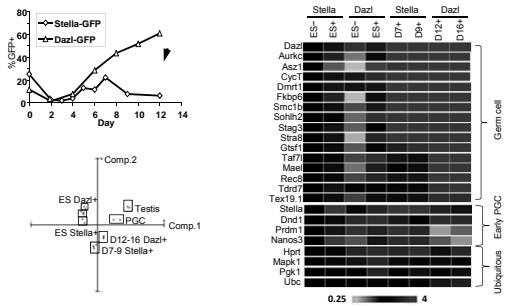 80
60
40
20
0
%GFP+
Stella-GFP
Dazl-GFP
0 2 4 6 8 10 12 14
Day
Comp.2
ES Dazl+
Testis
PGC
Comp.1
ES Stella+
D12-16 Dazl+
D7-9 Stella+
Stella Dazl Stella Dazl
ES− ES+ ES− ES+ D7+ D9+ D12+ D16+
Dazl
Aurkc
Asz1
CycT
Dmrt1
Fkbp6
Smc1b
Sohlh2
Stag3
Stra8
Gtsf1
Taf7l
Mael
Rec8
Tdrd7
Tex19.1
Stella
Dnd1
Prdm1
Nanos3
Hprt
Mapk1
Pgk1
Ubc
Germ cell
Early PGC
Ubiquitous
0.25 4